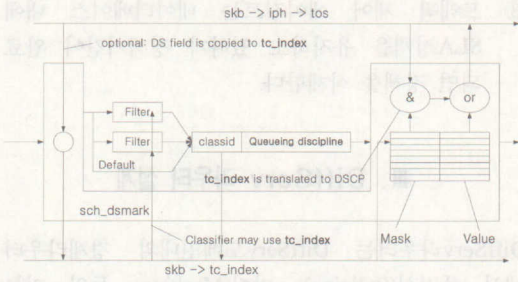 skb -> iph -> tos
optional: DS field is copied to tc_index
& or
Filter
Filter
classid Queueing discipline
Default
tc_index is translated to DSCP
sch_dsmark
Classifier may use tc_index
Mask Value
skb -> tc_index